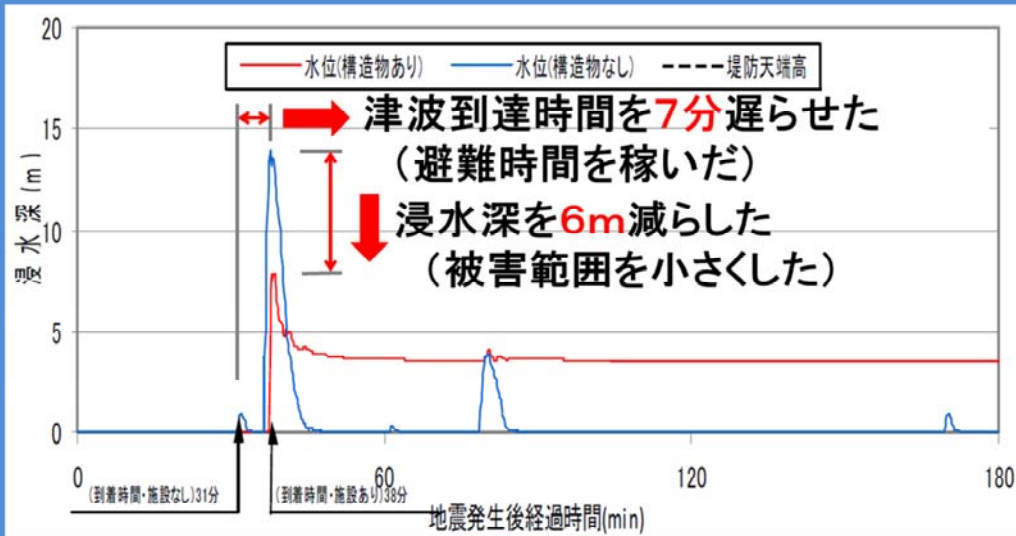 20
水位(構造物あり) 水位(構造物なし) 堤防天端高
15
津波到達時間を7分遅らせた
(避難時間を稼いだ)
浸水深(m)
10
浸水深を6m減らした
(被害範囲を小さくした)
5
0
0 60 120 180
(到着時間・施設なし)31分 (到着時間・施設あり)38分
地震発生後経過時間(min)